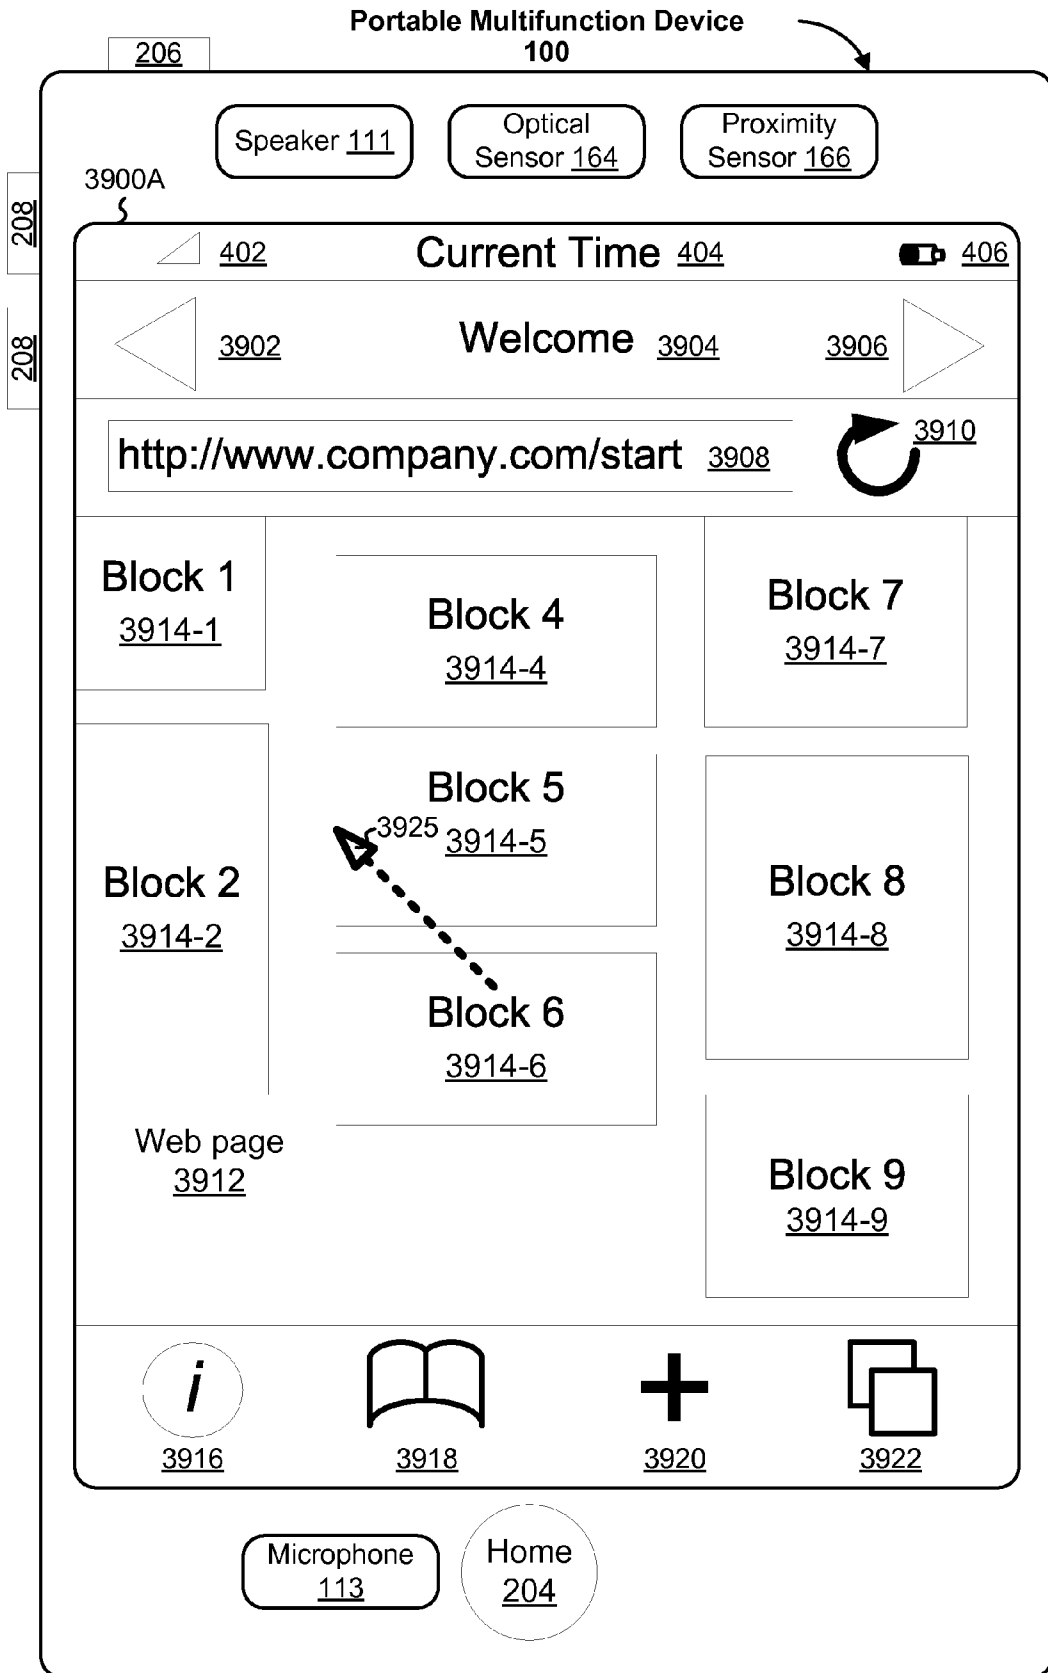 Portable Multifunction Device
100
206
Speaker 111
Optical
Sensor 164
Proximity
Sensor 166
3900A
208
402
Current Time 404
406
208
3902
Welcome 3904
3906
http://www.company.com/start 3908
3910
Block 1
3914-1
Block 4
3914-4
Block 7
3914-7
Block 2
3914-2
Block 5
3925
3914-5
Block 8
3914-8
Block 6
3914-6
Web page
3912
Block 9
3914-9
i
3916
3918
3920
3922
Microphone
113
Home
204